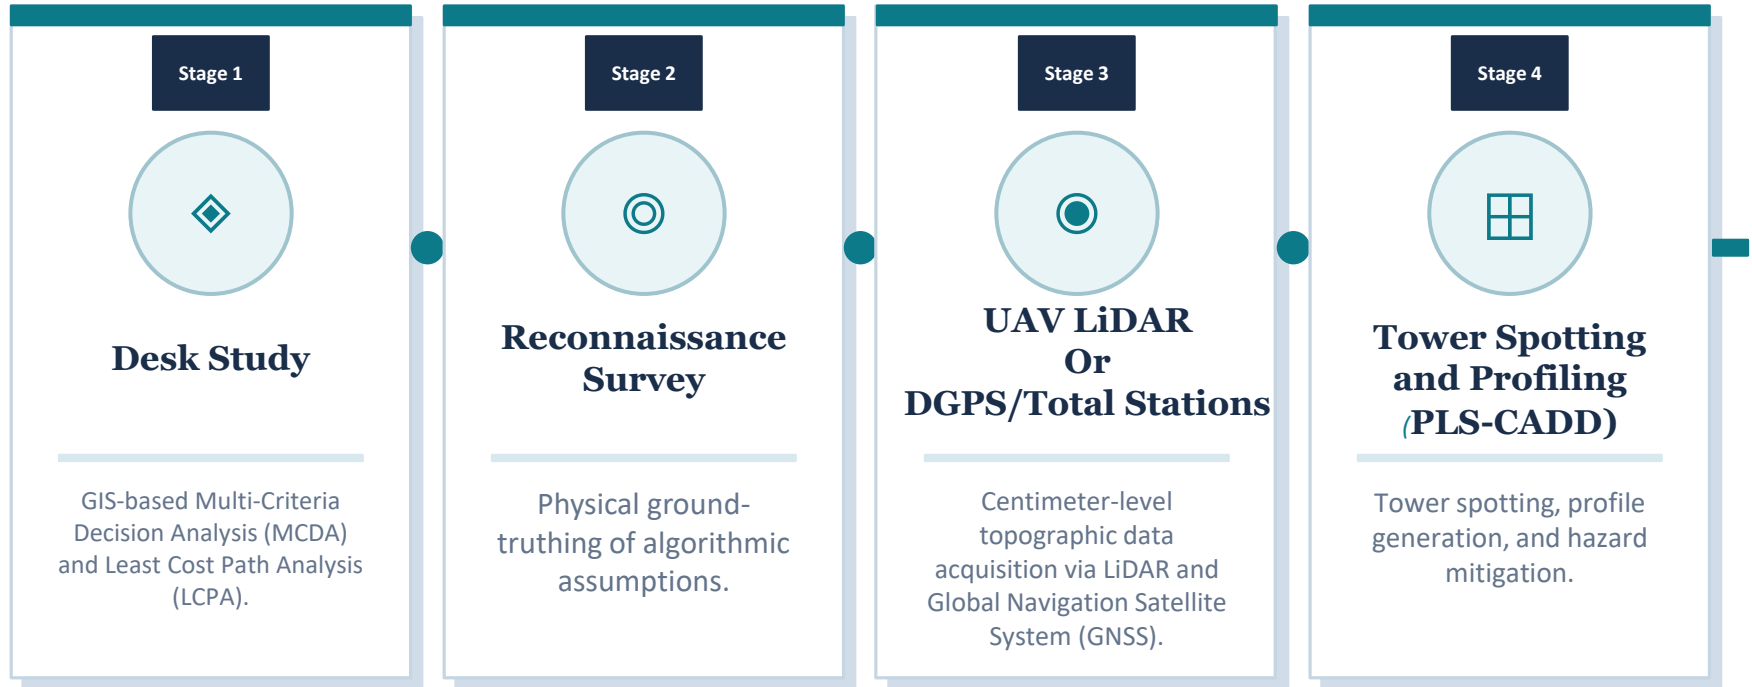 Stage 1
Desk Study
GIS-based Multi-Criteria
Decision Analysis (MCDA)
and Least Cost Path Analysis
(LCPA).
Stage 2
Reconnaissance
Survey
Physical ground-
truthing of algorithmic
assumptions.
Stage 3
UAV LiDAR
Or
DGPS/Total Stations
Centimeter-level
topographic data
acquisition via LiDAR and
Global Navigation Satellite
System (GNSS).
Stage 4
Tower Spotting
and Profiling
(PLS-CADD)
Tower spotting, profile
generation, and hazard
mitigation.